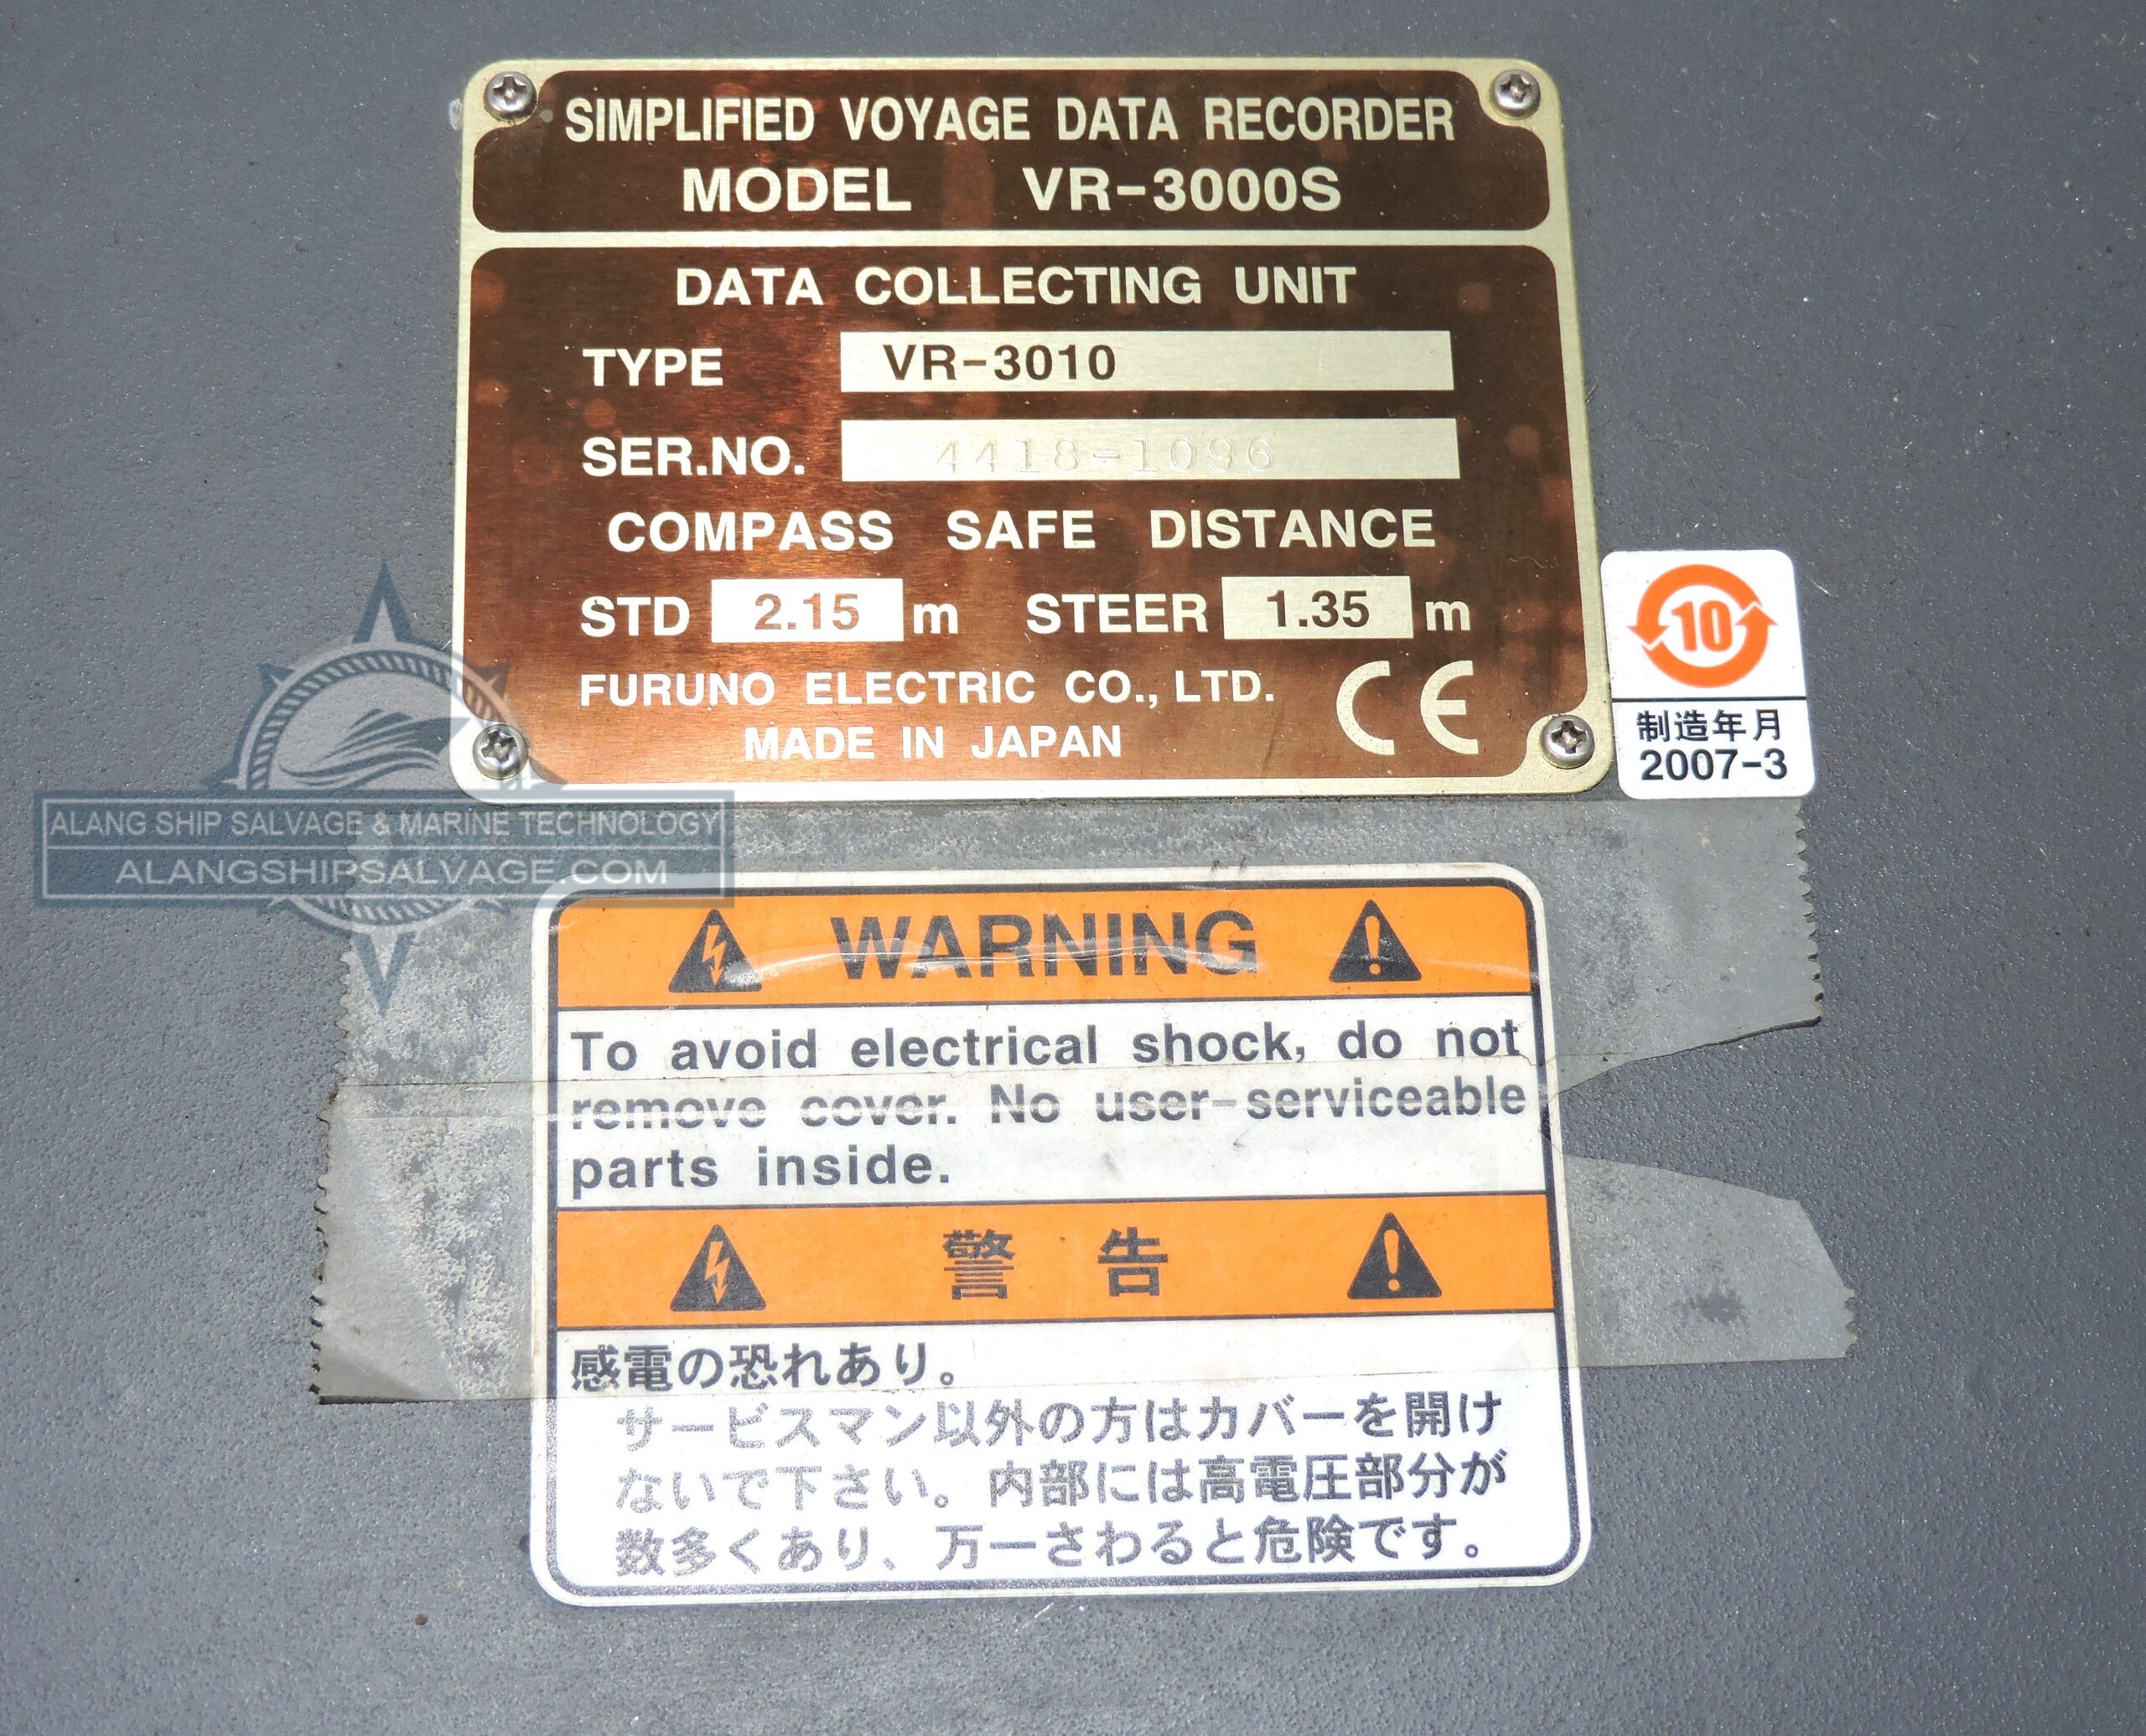 SIMPLIFIED VOYAGE DATA RECORDER
MODEL VR-3000S
DATA COLLECTING UNIT
TYPE VR-3010
SER.NO. 4418-1096
COMPASS SAFE DISTANCE
STD 2.15 m STEER 1.35 m
FURUNO ELECTRIC CO., LTD.
MADE IN JAPAN
CE
10
制造年月
2007-3
ALANG SHIP SALVAGE & MARINE TECHNOLOGY
ALANGSHIPSALVAGE.COM
WARNING
To avoid electrical shock, do not
remove cover. No user-serviceable
parts inside.
警告
感電の恐れあり。
サービスマン以外の方はカバーを開け
ないで下さい。内部には高電圧部分が
数多くあり、万一さわると危険です。